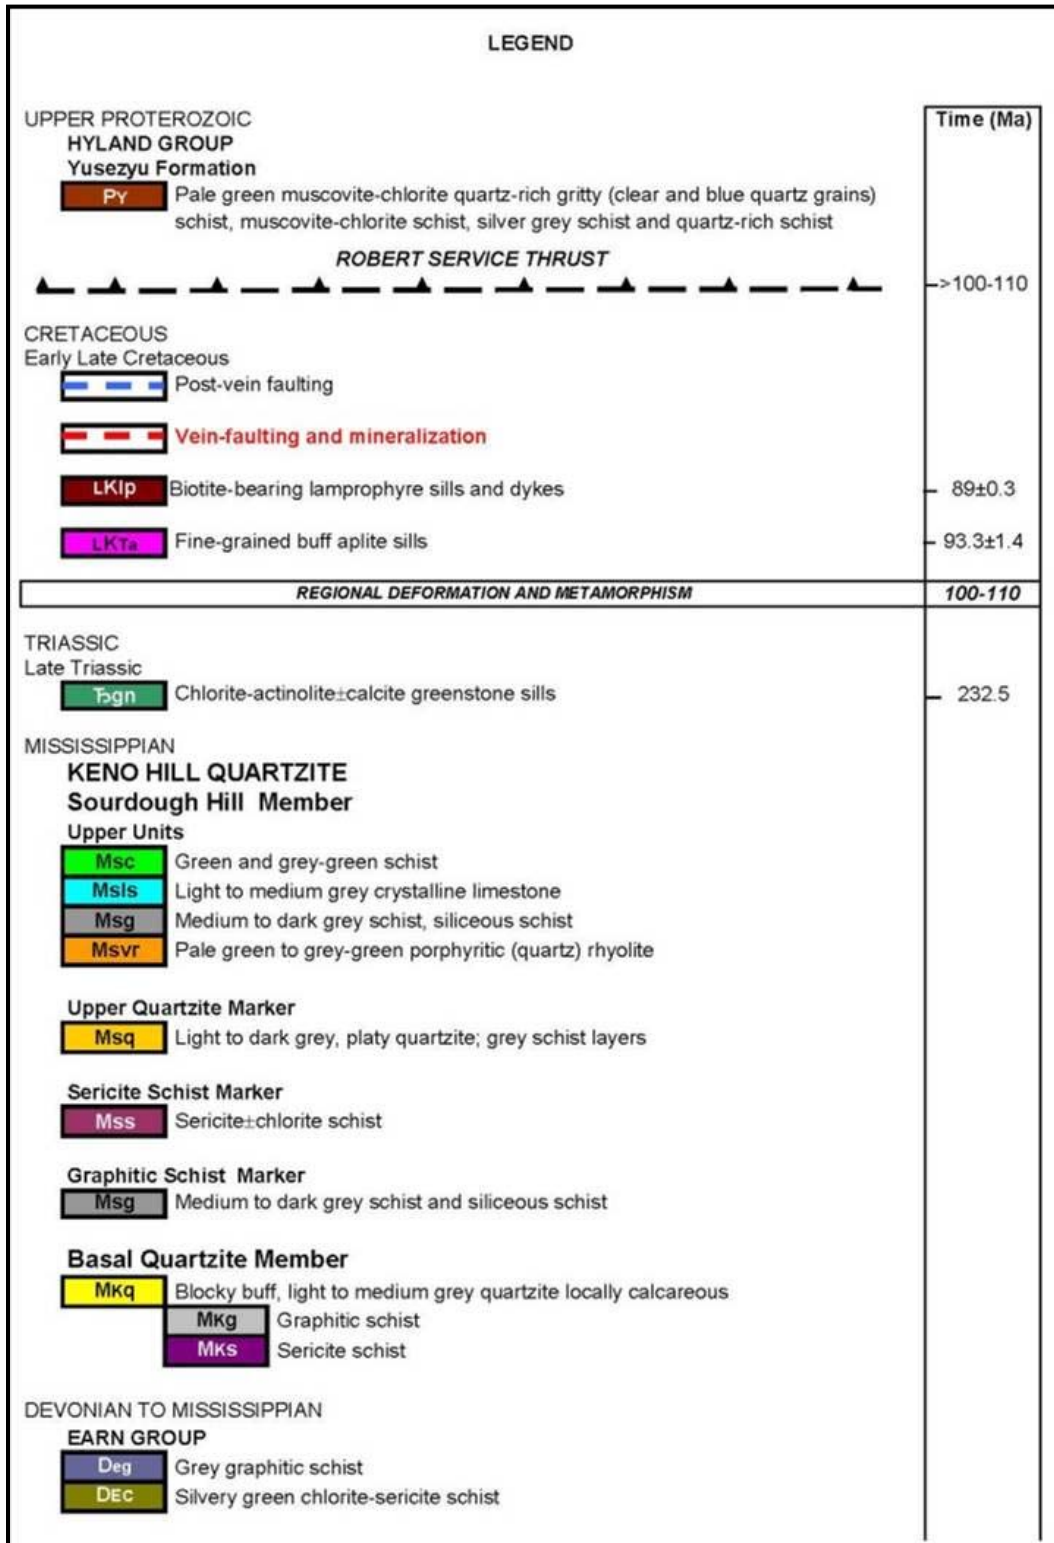 LEGEND
Time (Ma)
UPPER PROTEROZOIC
HYLAND GROUP
Yusezyu Formation
PY Pale green muscovite-chlorite quartz-rich gritty (clear and blue quartz grains)
schist, muscovite-chlorite schist, silver grey schist and quartz-rich schist
ROBERT SERVICE THRUST
>100-110
CRETACEOUS
Early Late Cretaceous
Post-vein faulting
Vein-faulting and mineralization
LKlp Biotite-bearing lamprophyre sills and dykes 89±0.3
LKTa Fine-grained buff aplite sills 93.3±1.4
REGIONAL DEFORMATION AND METAMORPHISM 100-110
TRIASSIC
Late Triassic
Ꞇgn Chlorite-actinolite±calcite greenstone sills 232.5
MISSISSIPPIAN
KENO HILL QUARTZITE
Sourdough Hill Member
Upper Units
Msc Green and grey-green schist
Msls Light to medium grey crystalline limestone
Msg Medium to dark grey schist, siliceous schist
Msvr Pale green to grey-green porphyritic (quartz) rhyolite
Upper Quartzite Marker
Msq Light to dark grey, platy quartzite; grey schist layers
Sericite Schist Marker
Mss Sericite±chlorite schist
Graphitic Schist Marker
Msg Medium to dark grey schist and siliceous schist
Basal Quartzite Member
MKq Blocky buff, light to medium grey quartzite locally calcareous
MKg Graphitic schist
MKs Sericite schist
DEVONIAN TO MISSISSIPPIAN
EARN GROUP
Deg Grey graphitic schist
DEC Silvery green chlorite-sericite schist